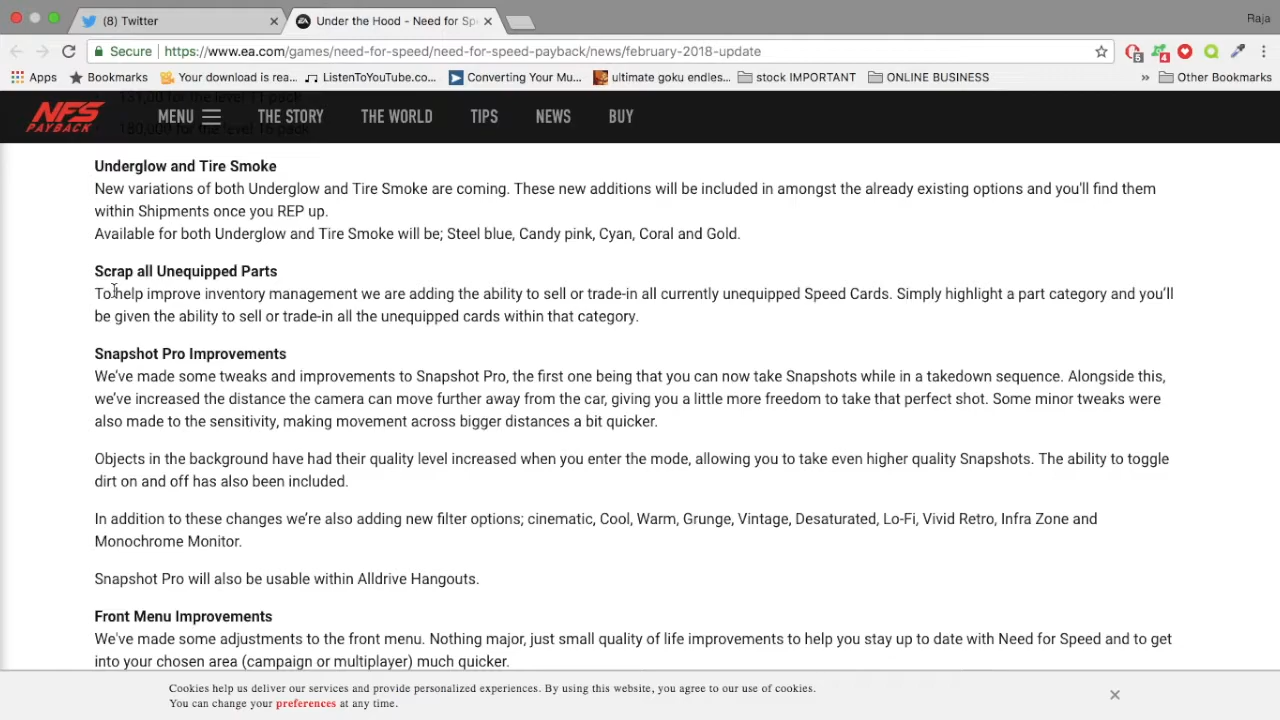 (8) Twitter
Under the Hood - Need for Sp
Raja
Secure
https://www.ea.com/games/need-for-speed/need-for-speed-payback/news/february-2018-update
5
4
Apps
Bookmarks
Your download is rea...
ListenToYouTube.co...
Converting Your Mu...
ultimate goku endles...
stock IMPORTANT
ONLINE BUSINESS
»
Other Bookmarks
131,00 for the level 11 pack
NFS
PAYBACK
MENU
THE STORY
THE WORLD
TIPS
NEWS
BUY
180,000 for the level 16 pack
Underglow and Tire Smoke
New variations of both Underglow and Tire Smoke are coming. These new additions will be included in amongst the already existing options and you'll find them
within Shipments once you REP up.
Available for both Underglow and Tire Smoke will be; Steel blue, Candy pink, Cyan, Coral and Gold.
Scrap all Unequipped Parts
To help improve inventory management we are adding the ability to sell or trade-in all currently unequipped Speed Cards. Simply highlight a part category and you'll
be given the ability to sell or trade-in all the unequipped cards within that category.
Snapshot Pro Improvements
We've made some tweaks and improvements to Snapshot Pro, the first one being that you can now take Snapshots while in a takedown sequence. Alongside this,
we've increased the distance the camera can move further away from the car, giving you a little more freedom to take that perfect shot. Some minor tweaks were
also made to the sensitivity, making movement across bigger distances a bit quicker.
Objects in the background have had their quality level increased when you enter the mode, allowing you to take even higher quality Snapshots. The ability to toggle
dirt on and off has also been included.
In addition to these changes we're also adding new filter options; cinematic, Cool, Warm, Grunge, Vintage, Desaturated, Lo-Fi, Vivid Retro, Infra Zone and
Monochrome Monitor.
Snapshot Pro will also be usable within Alldrive Hangouts.
Front Menu Improvements
We've made some adjustments to the front menu. Nothing major, just small quality of life improvements to help you stay up to date with Need for Speed and to get
into your chosen area (campaign or multiplayer) much quicker.
Cookies help us deliver our services and provide personalized experiences. By using this website, you agree to our use of cookies.
You can change your preferences at any time.